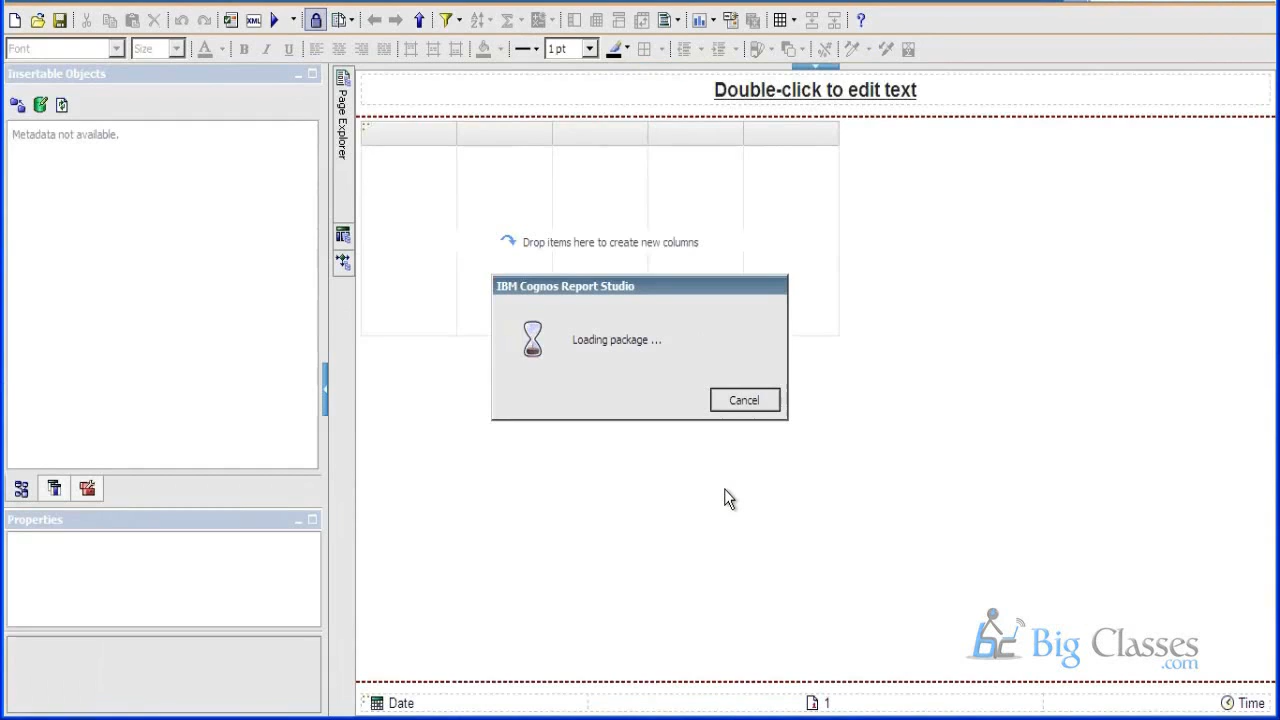 Font
Size
B I U
1 pt
?
Insertable Objects
Metadata not available.
Page Explorer
Double-click to edit text
Drop items here to create new columns
IBM Cognos Report Studio
Loading package ...
Cancel
Properties
Big Classes
.com
Date
1
Time